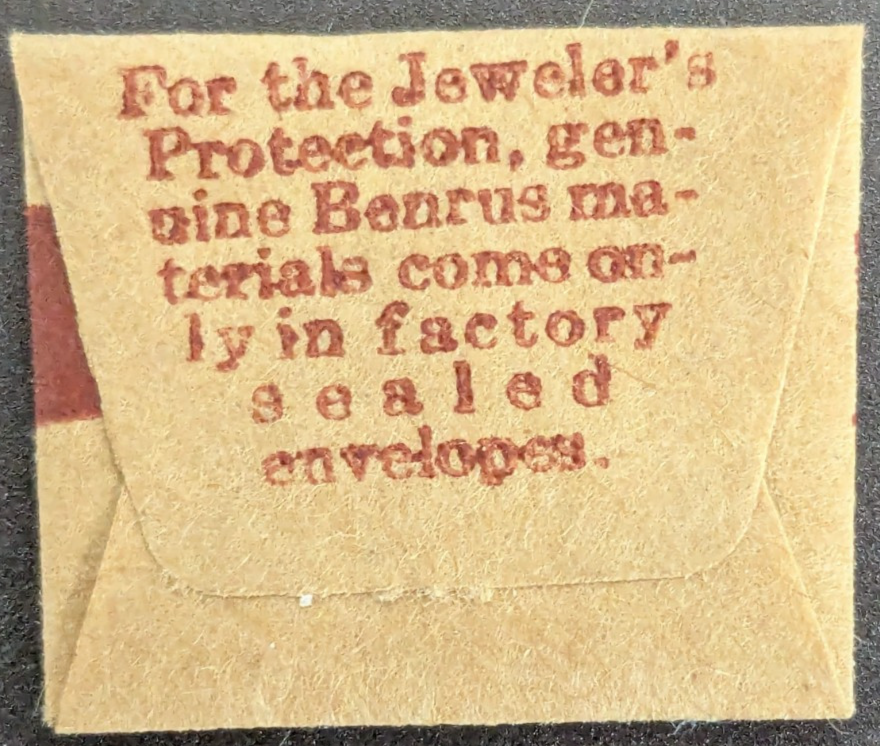 For the Jeweler's
Protection, gen-
uine Benrus ma-
terials come on-
ly in factory
sealed
envelopes.